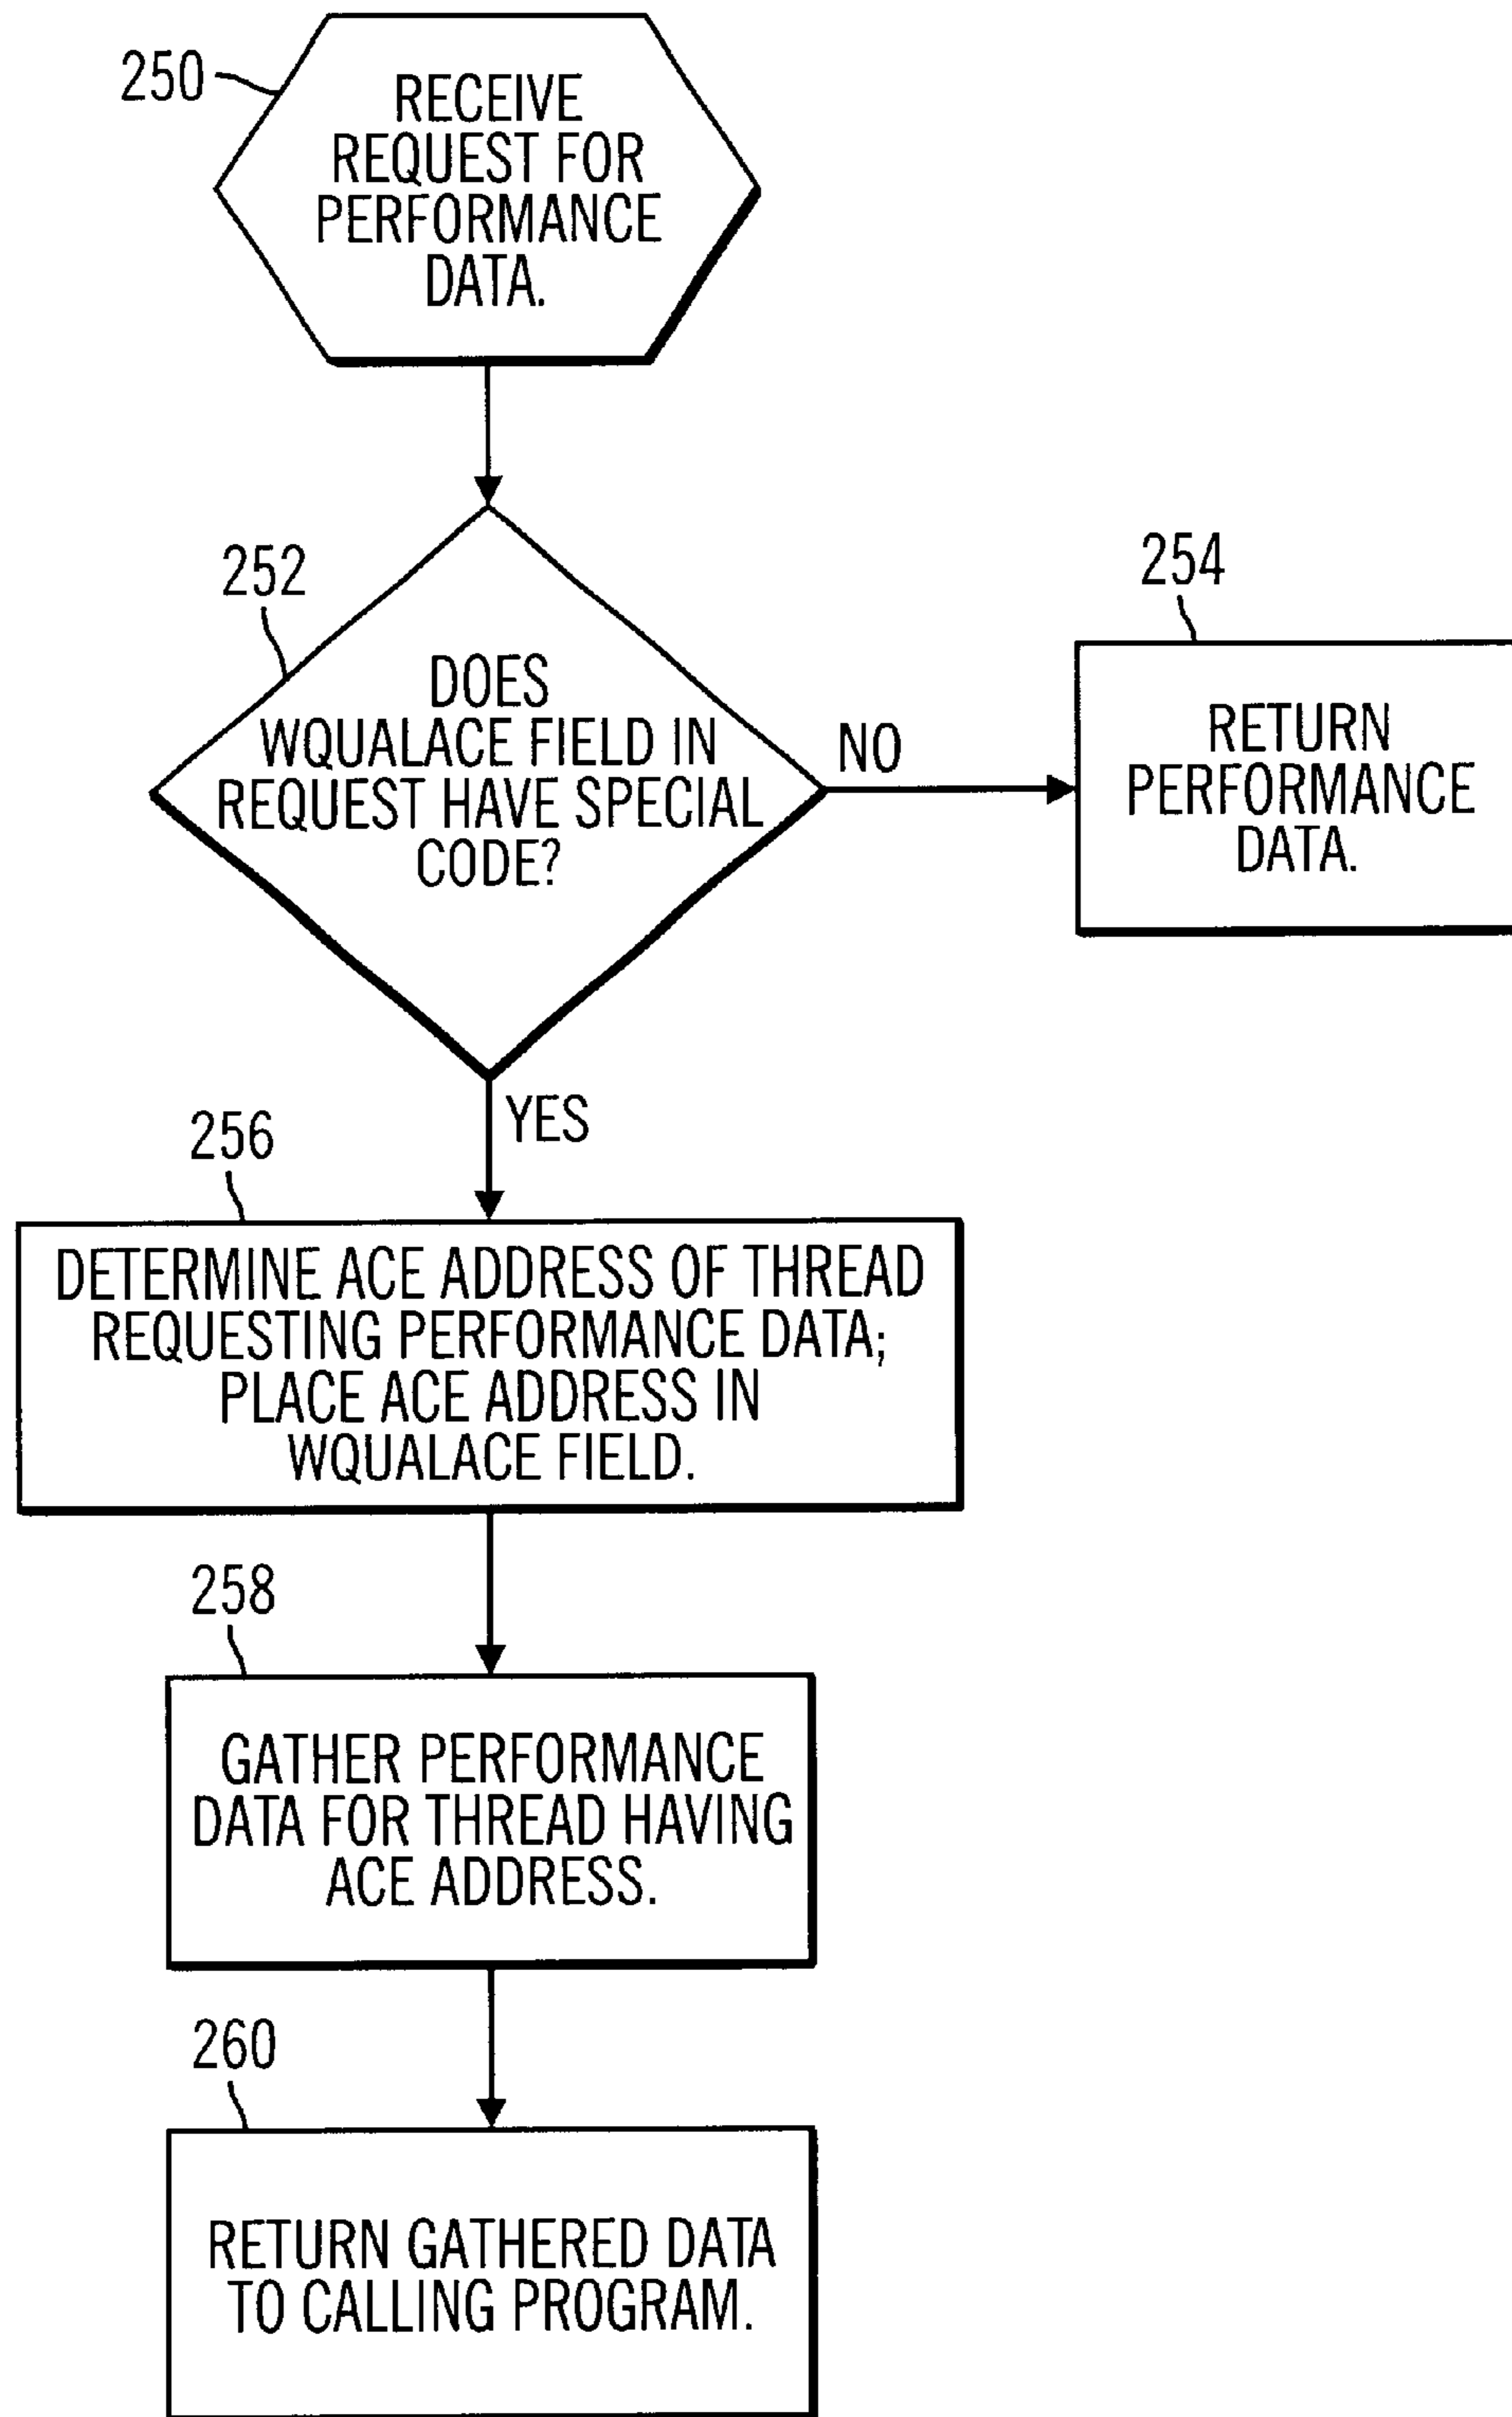 250
RECEIVE
REQUEST FOR
PERFORMANCE
DATA.
252
DOES
WQUALACE FIELD IN
REQUEST HAVE SPECIAL
CODE?
NO
254
RETURN
PERFORMANCE
DATA.
YES
256
DETERMINE ACE ADDRESS OF THREAD
REQUESTING PERFORMANCE DATA;
PLACE ACE ADDRESS IN
WQUALACE FIELD.
258
GATHER PERFORMANCE
DATA FOR THREAD HAVING
ACE ADDRESS.
260
RETURN GATHERED DATA
TO CALLING PROGRAM.